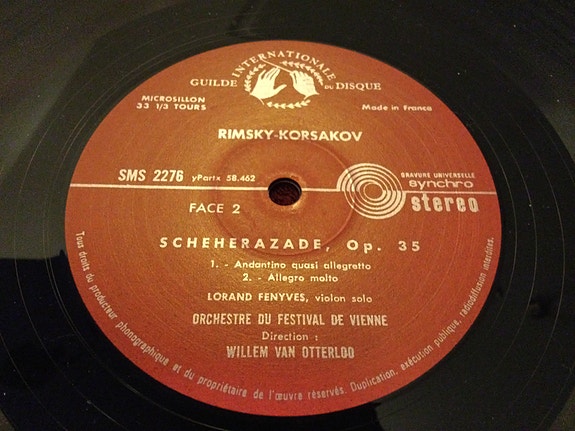 GUILDE INTERNATIONALE DU DISQUE
MICROSILLON
33 1/3 TOURS
Made in France
RIMSKY-KORSAKOV
SMS 2276 yPartx 58.462
GRAVURE UNIVERSELLE
synchro
stereo
FACE 2
SCHEHERAZADE, Op. 35
1. - Andantino quasi allegretto
2. - Allegro molto
LORAND FENYVES, violon solo
ORCHESTRE DU FESTIVAL DE VIENNE
Direction :
WILLEM VAN OTTERLOO
Tous droits du producteur phonographique et du propriétaire de l'œuvre réservés. Duplication, exécution publique, radiodiffusion interdites.